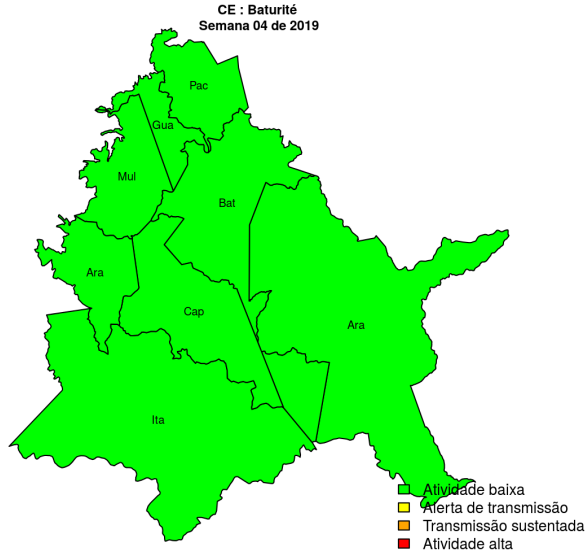 CE : Baturité
Semana 04 de 2019
Pac
Gua
Mul
Bat
Ara
Cap
Ara
Ita
Atividade baixa
Alerta de transmissão
Transmissão sustentada
Atividade alta